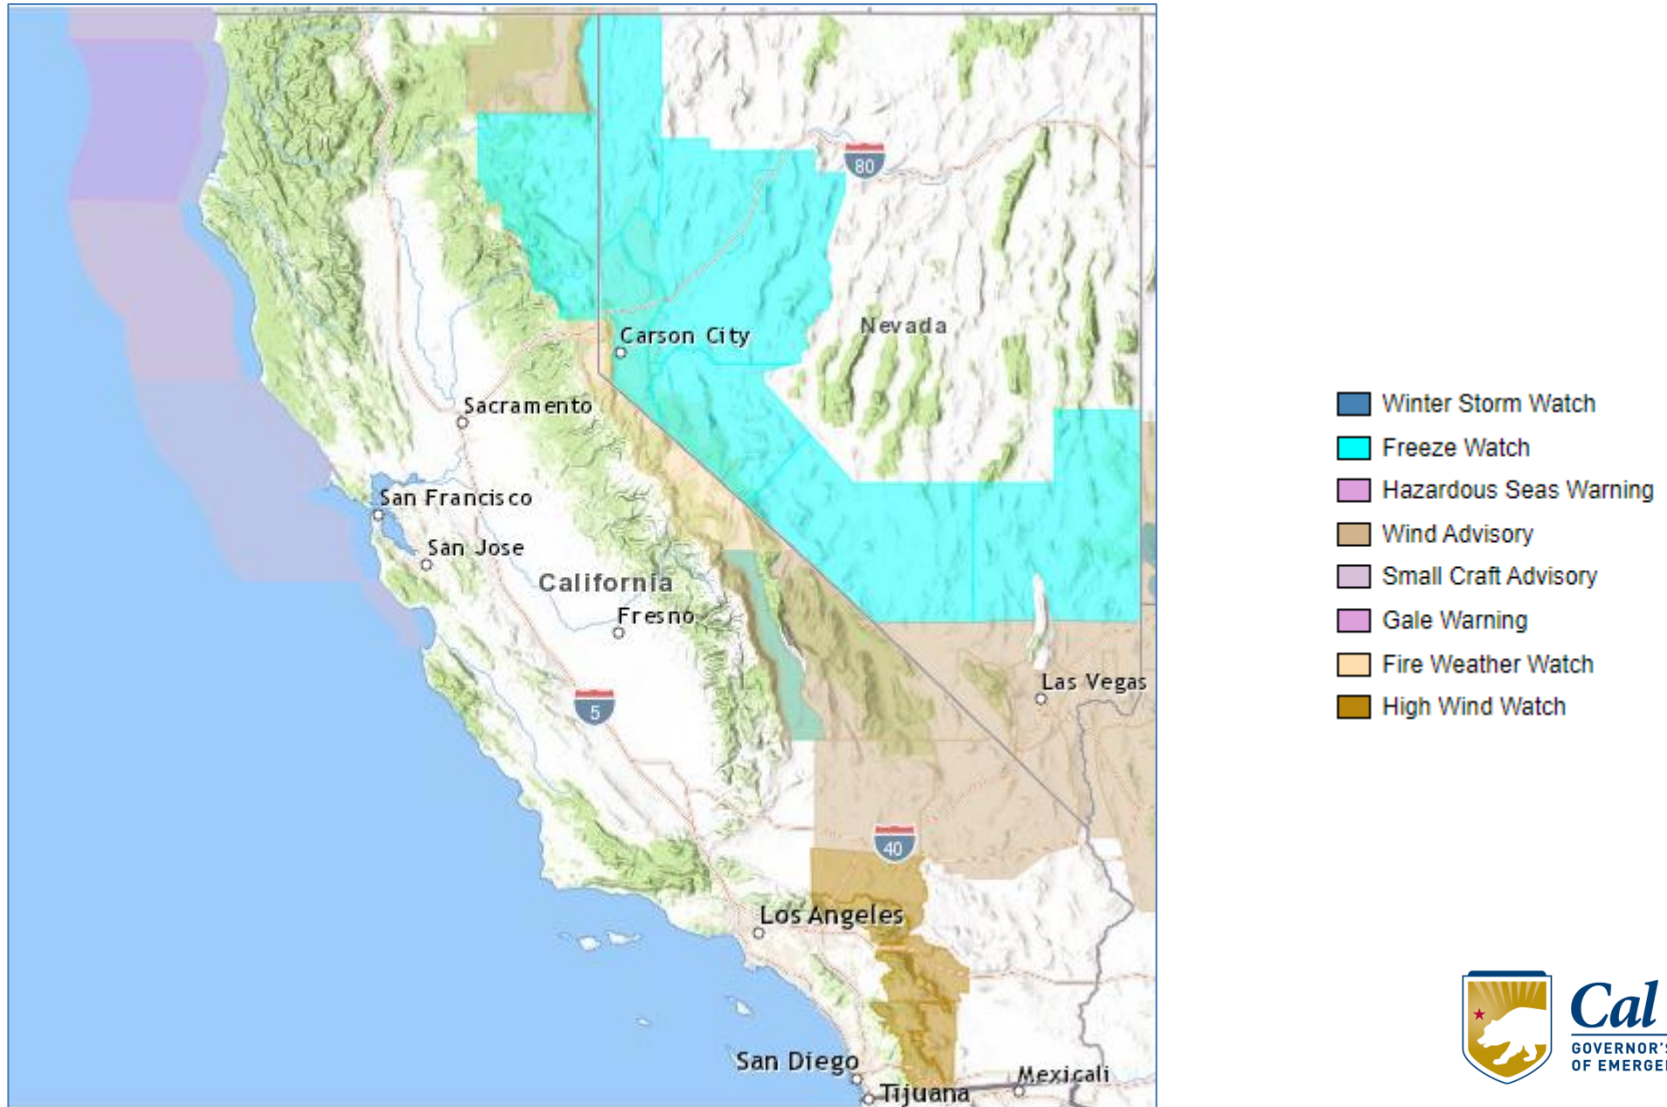 80
Nevada
Carson City
Sacramento
San Francisco
San Jose
California
Fresno
Las Vegas
5
40
Los Angeles
San Diego
Mexicali
Tijuana
Winter Storm Watch
Freeze Watch
Hazardous Seas Warning
Wind Advisory
Small Craft Advisory
Gale Warning
Fire Weather Watch
High Wind Watch
Cal
GOVERNOR'S
OF EMERGE